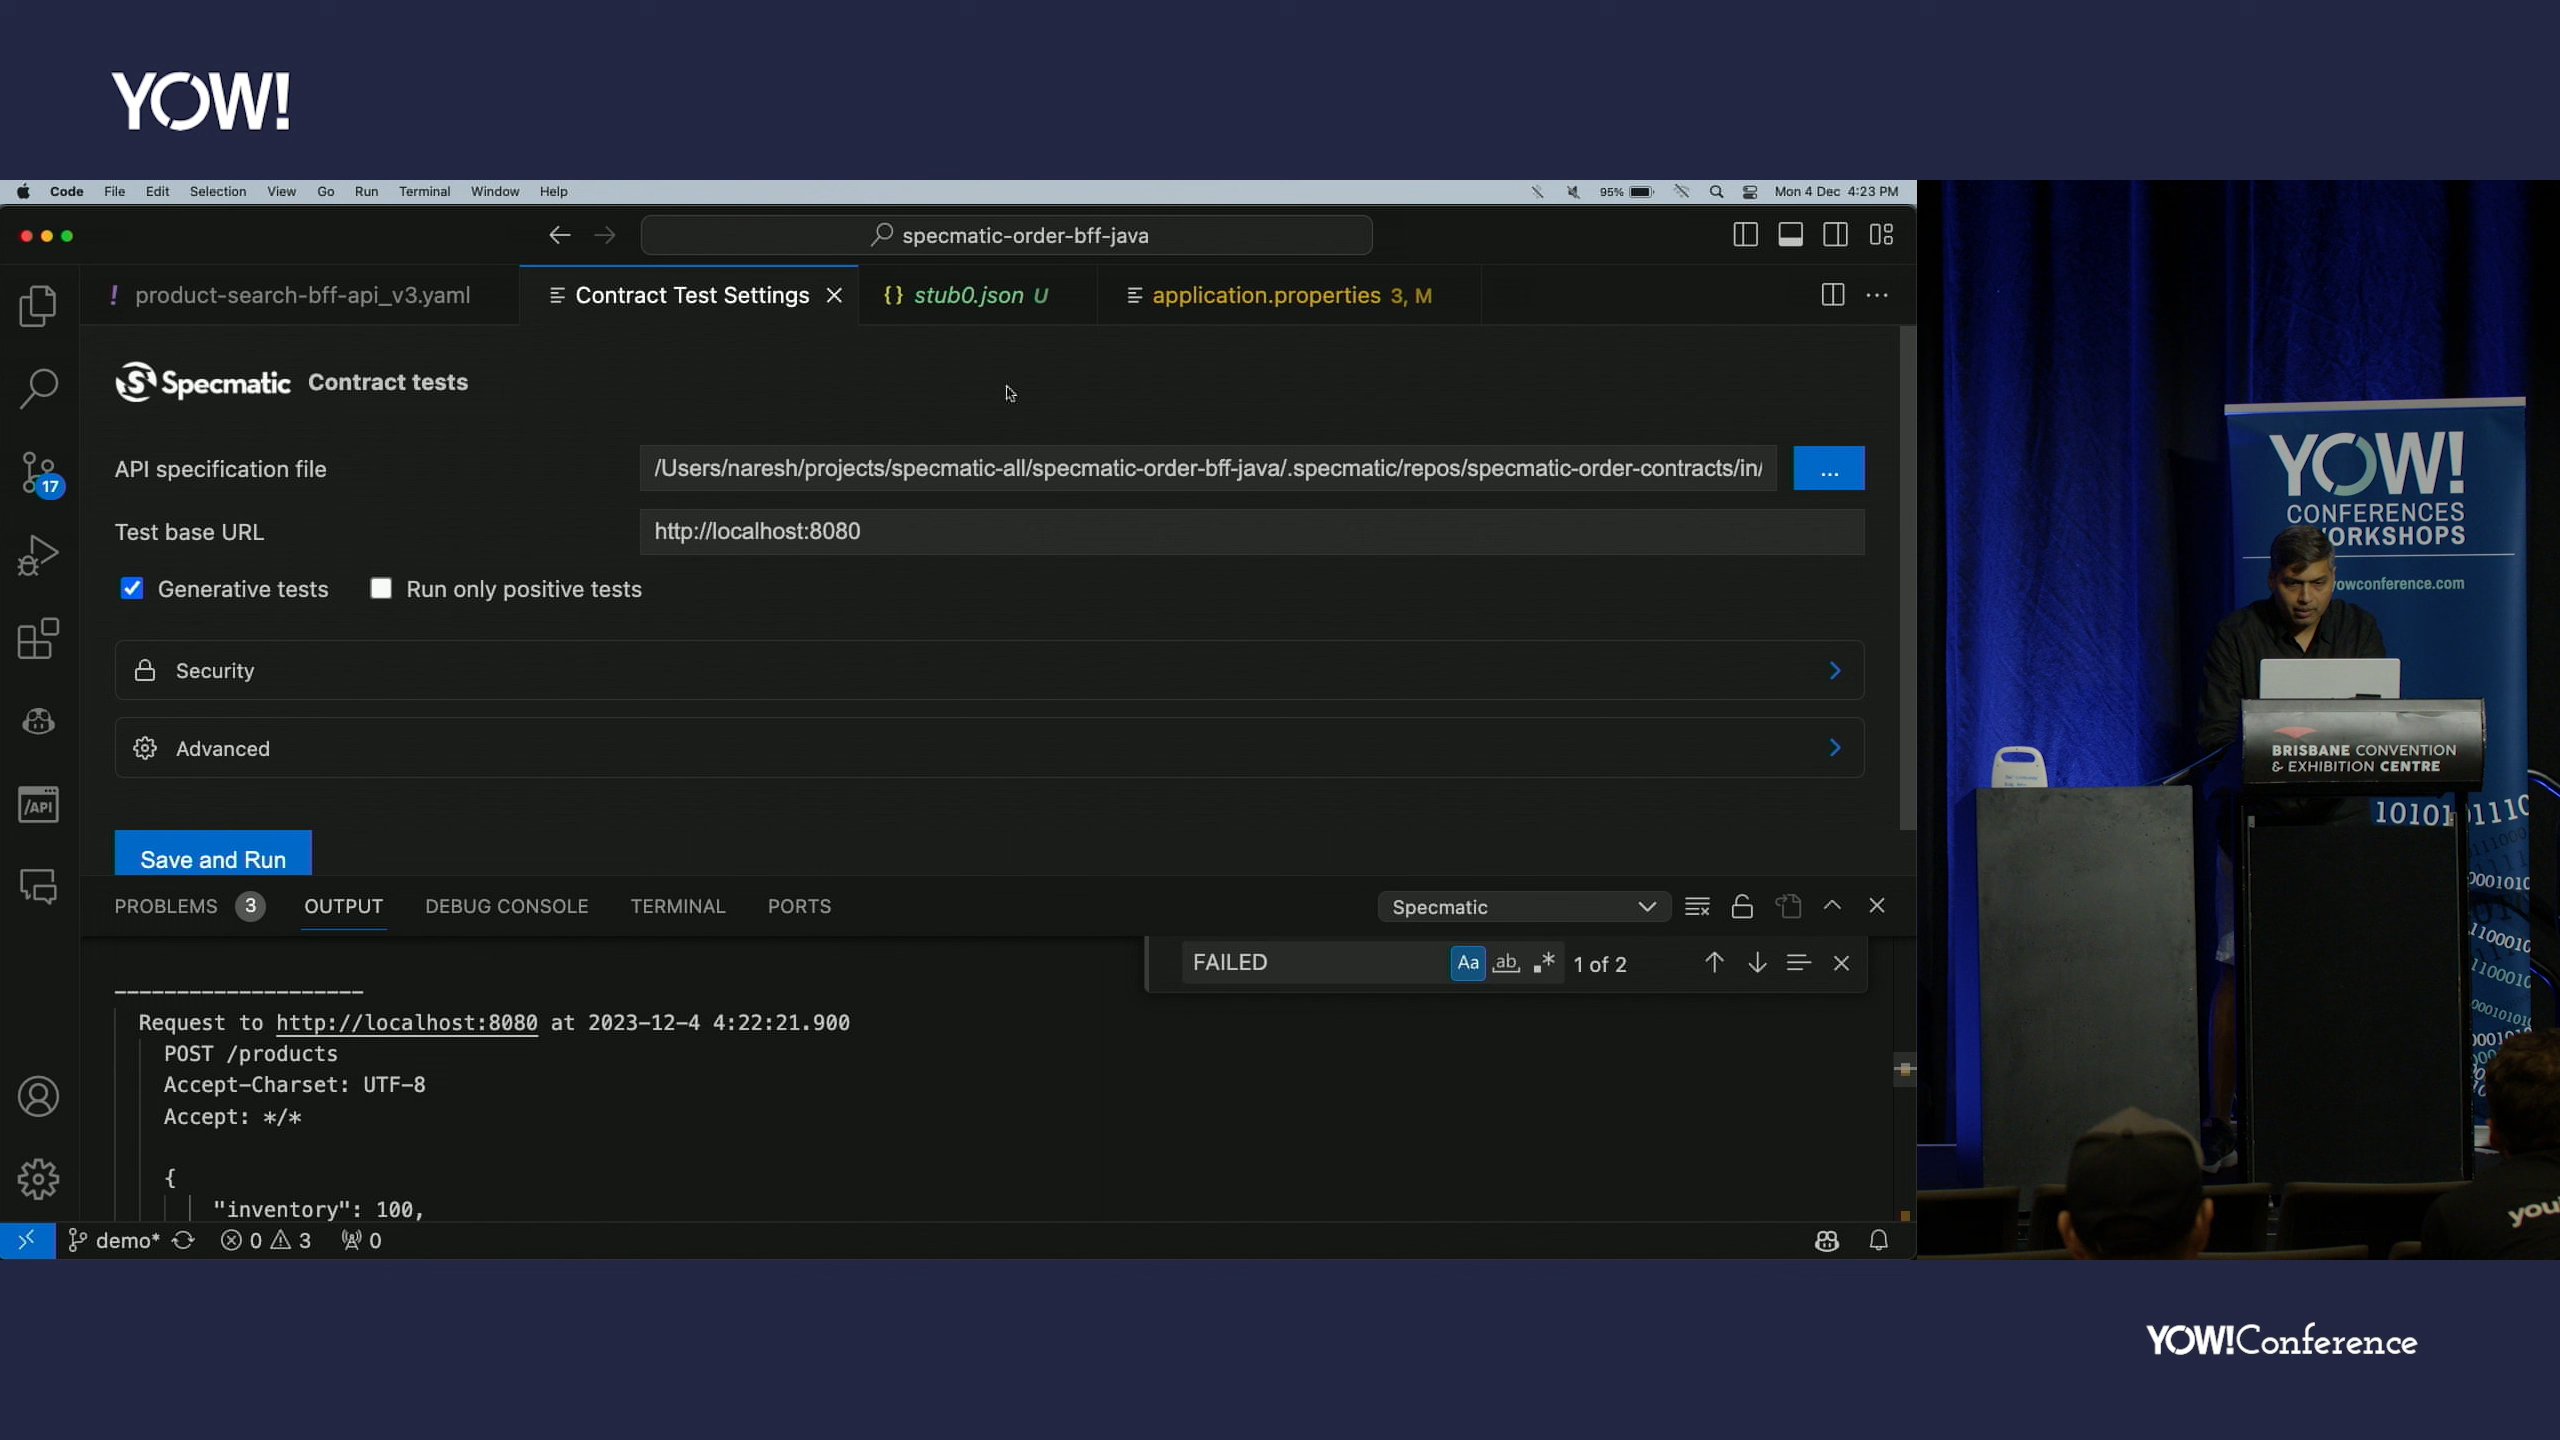 YOW!
Code File Edit Selection View Go Run Terminal Window Help 95% Mon 4 Dec 4:23 PM
specmatic-order-bff-java
! product-search-bff-api_v3.yaml Contract Test Settings {} stub0.json U application.properties 3, M
Specmatic Contract tests
API specification file /Users/naresh/projects/specmatic-all/specmatic-order-bff-java/.specmatic/repos/specmatic-order-contracts/in/ ...
17
Test base URL http://localhost:8080
Generative tests Run only positive tests
Security
Advanced
/API
Save and Run
PROBLEMS 3 OUTPUT DEBUG CONSOLE TERMINAL PORTS Specmatic
FAILED Aa ab .* 1 of 2
--------------------
Request to http://localhost:8080 at 2023-12-4 4:22:21.900
POST /products
Accept-Charset: UTF-8
Accept: */*
{
"inventory": 100,
demo* 0 3 0
YOW!
CONFERENCES
ORKSHOPS
yowconference.com
BRISBANE CONVENTION
& EXHIBITION CENTRE
you
YOW!Conference